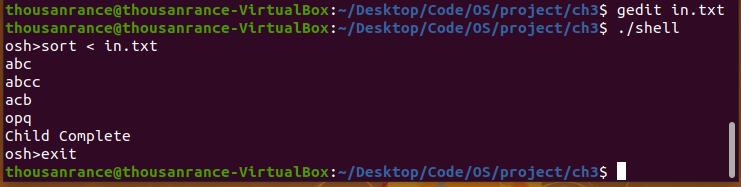 thousanrance@thousanrance-VirtualBox:~/Desktop/Code/OS/project/ch3$ gedit in.txt
thousanrance@thousanrance-VirtualBox:~/Desktop/Code/OS/project/ch3$ ./shell
osh>sort < in.txt
abc
abcc
acb
opq
Child Complete
osh>exit
thousanrance@thousanrance-VirtualBox:~/Desktop/Code/OS/project/ch3$